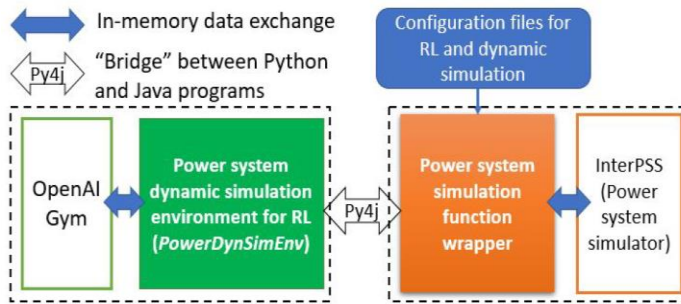 In-memory data exchange
Py4j
“Bridge” between Python
and Java programs
Configuration files for
RL and dynamic
simulation
OpenAI
Gym
Power system
dynamic simulation
environment for RL
(PowerDynSimEnv)
Py4j
Power system
simulation
function
wrapper
InterPSS
(Power
system
simulator)